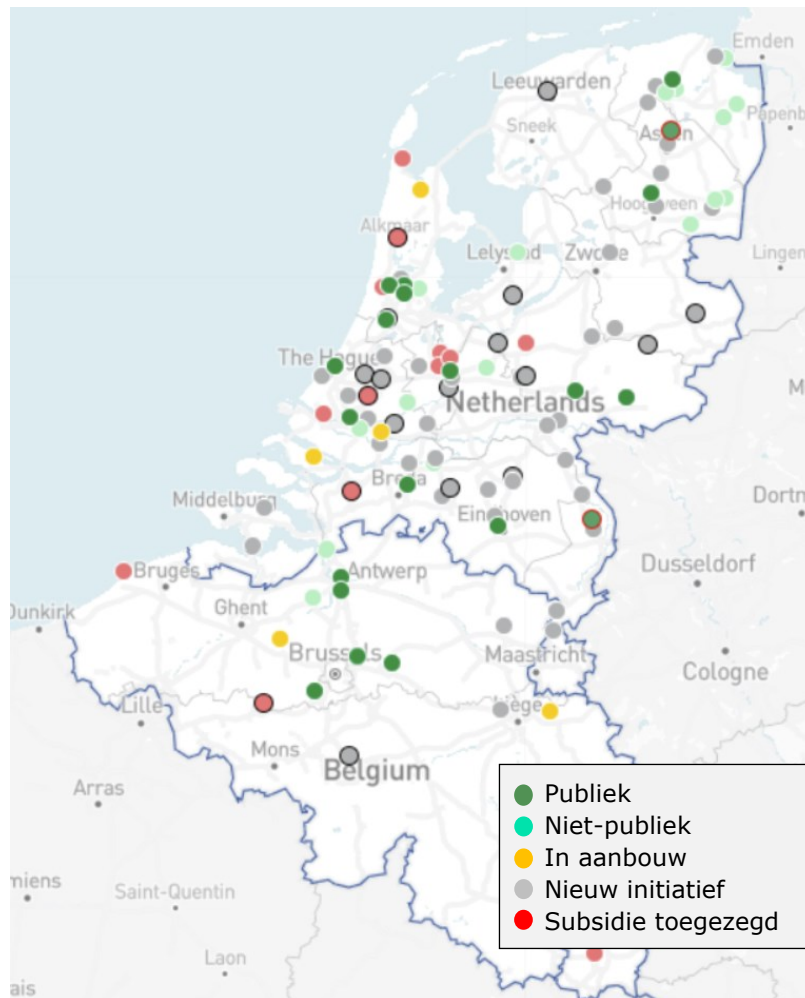 Emden
Leeuwarden
Papenb
Sneek
Assen
Hoogeveen
Alkmaar
Lelystad
Zwolle
Lingen
The Hague
Netherlands
Breda
Middelburg
Dortm
Eindhoven
Dusseldorf
Bruges
Antwerp
Dunkirk
Ghent
Brussels
Maastricht
Cologne
Lille
Liège
Mons
Belgium
Arras
miens
Saint-Quentin
Laon
ais
Publiek
Niet-publiek
In aanbouw
Nieuw initiatief
Subsidie toegezegd